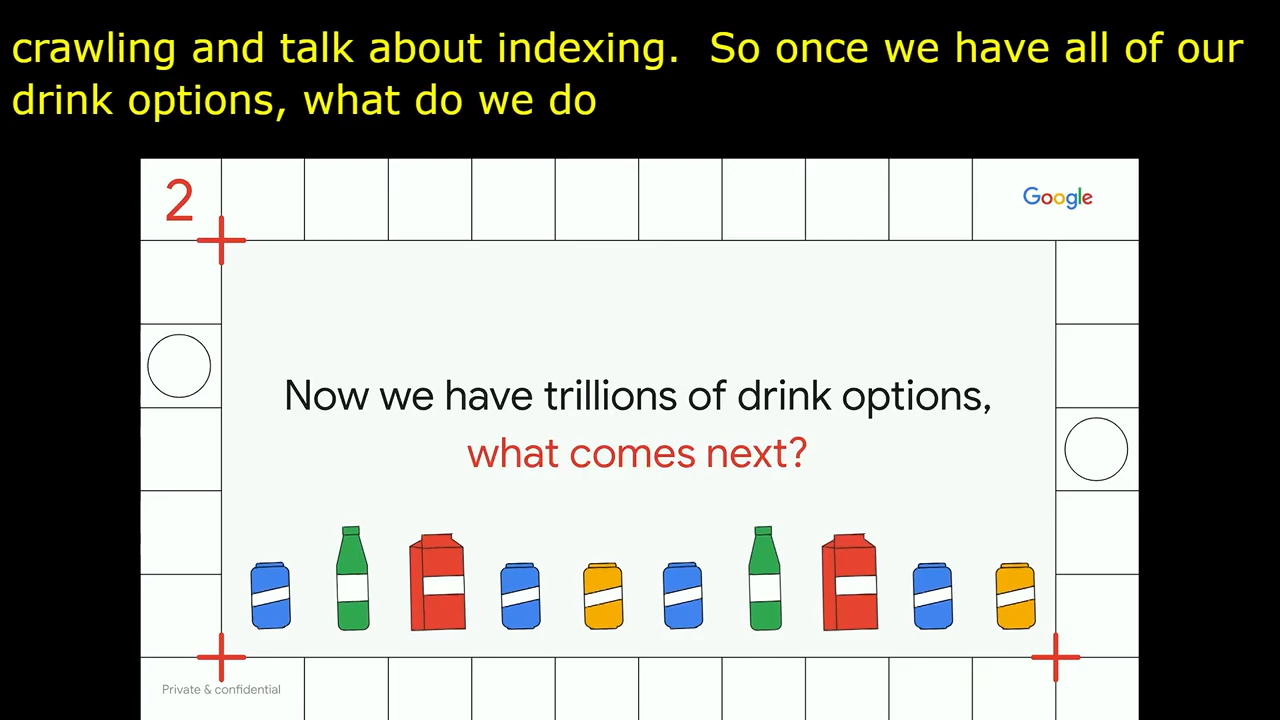 crawling and talk about indexing.  So once we have all of our
drink options, what do we do
2
Google
Now we have trillions of drink options,
what comes next?
Private & confidential